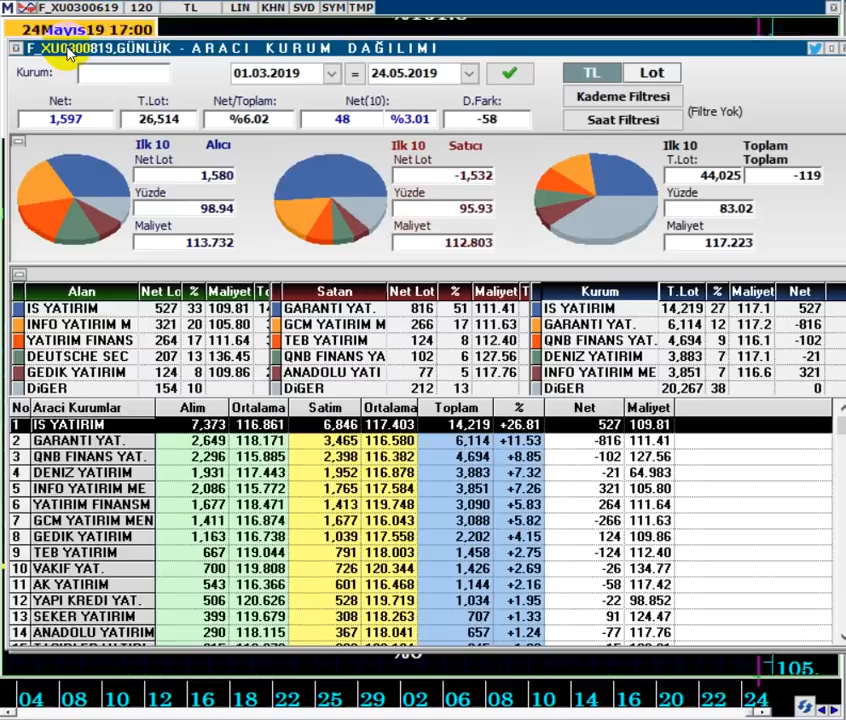 M F_XU0300619 120 TL LIN KHN SVD SYM TMP
24Mayıs19 17:00
F_XU0300819,GÜNLÜK - ARACI KURUM DAĞILIMI
Kurum: 01.03.2019 = 24.05.2019 TL Lot
Kademe Filtresi
Net: T.Lot: Net/Toplam: Net(10): D.Fark: (Filtre Yok)
1,597 26,514 %6.02 48 %3.01 -58 Saat Filtresi
Ilk 10 Alıcı Ilk 10 Satıcı Ilk 10 Toplam
Net Lot Net Lot T.Lot: Toplam
1,580 -1,532 44,025 -119
Yüzde Yüzde Yüzde
98.94 95.93 83.02
Maliyet Maliyet Maliyet
113.732 112.803 117.223
Alan Net Lo % Maliyet Satan Net Lot % Maliyet T Kurum T.Lot % Maliyet Net
IS YATIRIM 527 33 109.81 GARANTI YAT. 816 51 111.41 IS YATIRIM 14,219 27 117.1 527
INFO YATIRIM M 321 20 105.80 GCM YATIRIM M 266 17 111.63 GARANTI YAT. 6,114 12 117.2 -816
YATIRIM FINANS 264 17 111.64 TEB YATIRIM 124 8 112.40 QNB FINANS YAT. 4,694 9 116.1 -102
DEUTSCHE SEC 207 13 136.45 QNB FINANS YA 102 6 127.56 DENIZ YATIRIM 3,883 7 117.1 -21
GEDIK YATIRIM 124 8 109.86 ANADOLU YATI 77 5 117.76 INFO YATIRIM ME 3,851 7 116.6 321
DiGER 154 10 DiGER 212 13 DiGER 20,267 38 0
No Araci Kurumlar Alim Ortalama Satim Ortalama Toplam % Net Maliyet
1 IS YATIRIM 7,373 116.861 6,846 117.403 14,219 +26.81 527 109.81
2 GARANTI YAT. 2,649 118.171 3,465 116.580 6,114 +11.53 -816 111.41
3 QNB FINANS YAT. 2,296 115.885 2,398 116.382 4,694 +8.85 -102 127.56
4 DENIZ YATIRIM 1,931 117.443 1,952 116.878 3,883 +7.32 -21 64.983
5 INFO YATIRIM ME 2,086 115.772 1,765 117.584 3,851 +7.26 321 105.80
6 YATIRIM FINANSM 1,677 118.471 1,413 119.748 3,090 +5.83 264 111.64
7 GCM YATIRIM MEN 1,411 116.874 1,677 116.043 3,088 +5.82 -266 111.63
8 GEDIK YATIRIM 1,163 116.738 1,039 117.558 2,202 +4.15 124 109.86
9 TEB YATIRIM 667 119.044 791 118.003 1,458 +2.75 -124 112.40
10 VAKIF YAT. 700 119.808 726 120.344 1,426 +2.69 -26 134.77
11 AK YATIRIM 543 116.366 601 116.468 1,144 +2.16 -58 117.42
12 YAPI KREDI YAT. 506 120.626 528 119.719 1,034 +1.95 -22 98.852
13 SEKER YATIRIM 399 119.679 308 118.263 707 +1.33 91 124.47
14 ANADOLU YATIRIM 290 118.115 367 118.041 657 +1.24 -77 117.76
105.
04 08 10 12 16 18 22 25 29 02 06 08 10 14 16 20 22 24